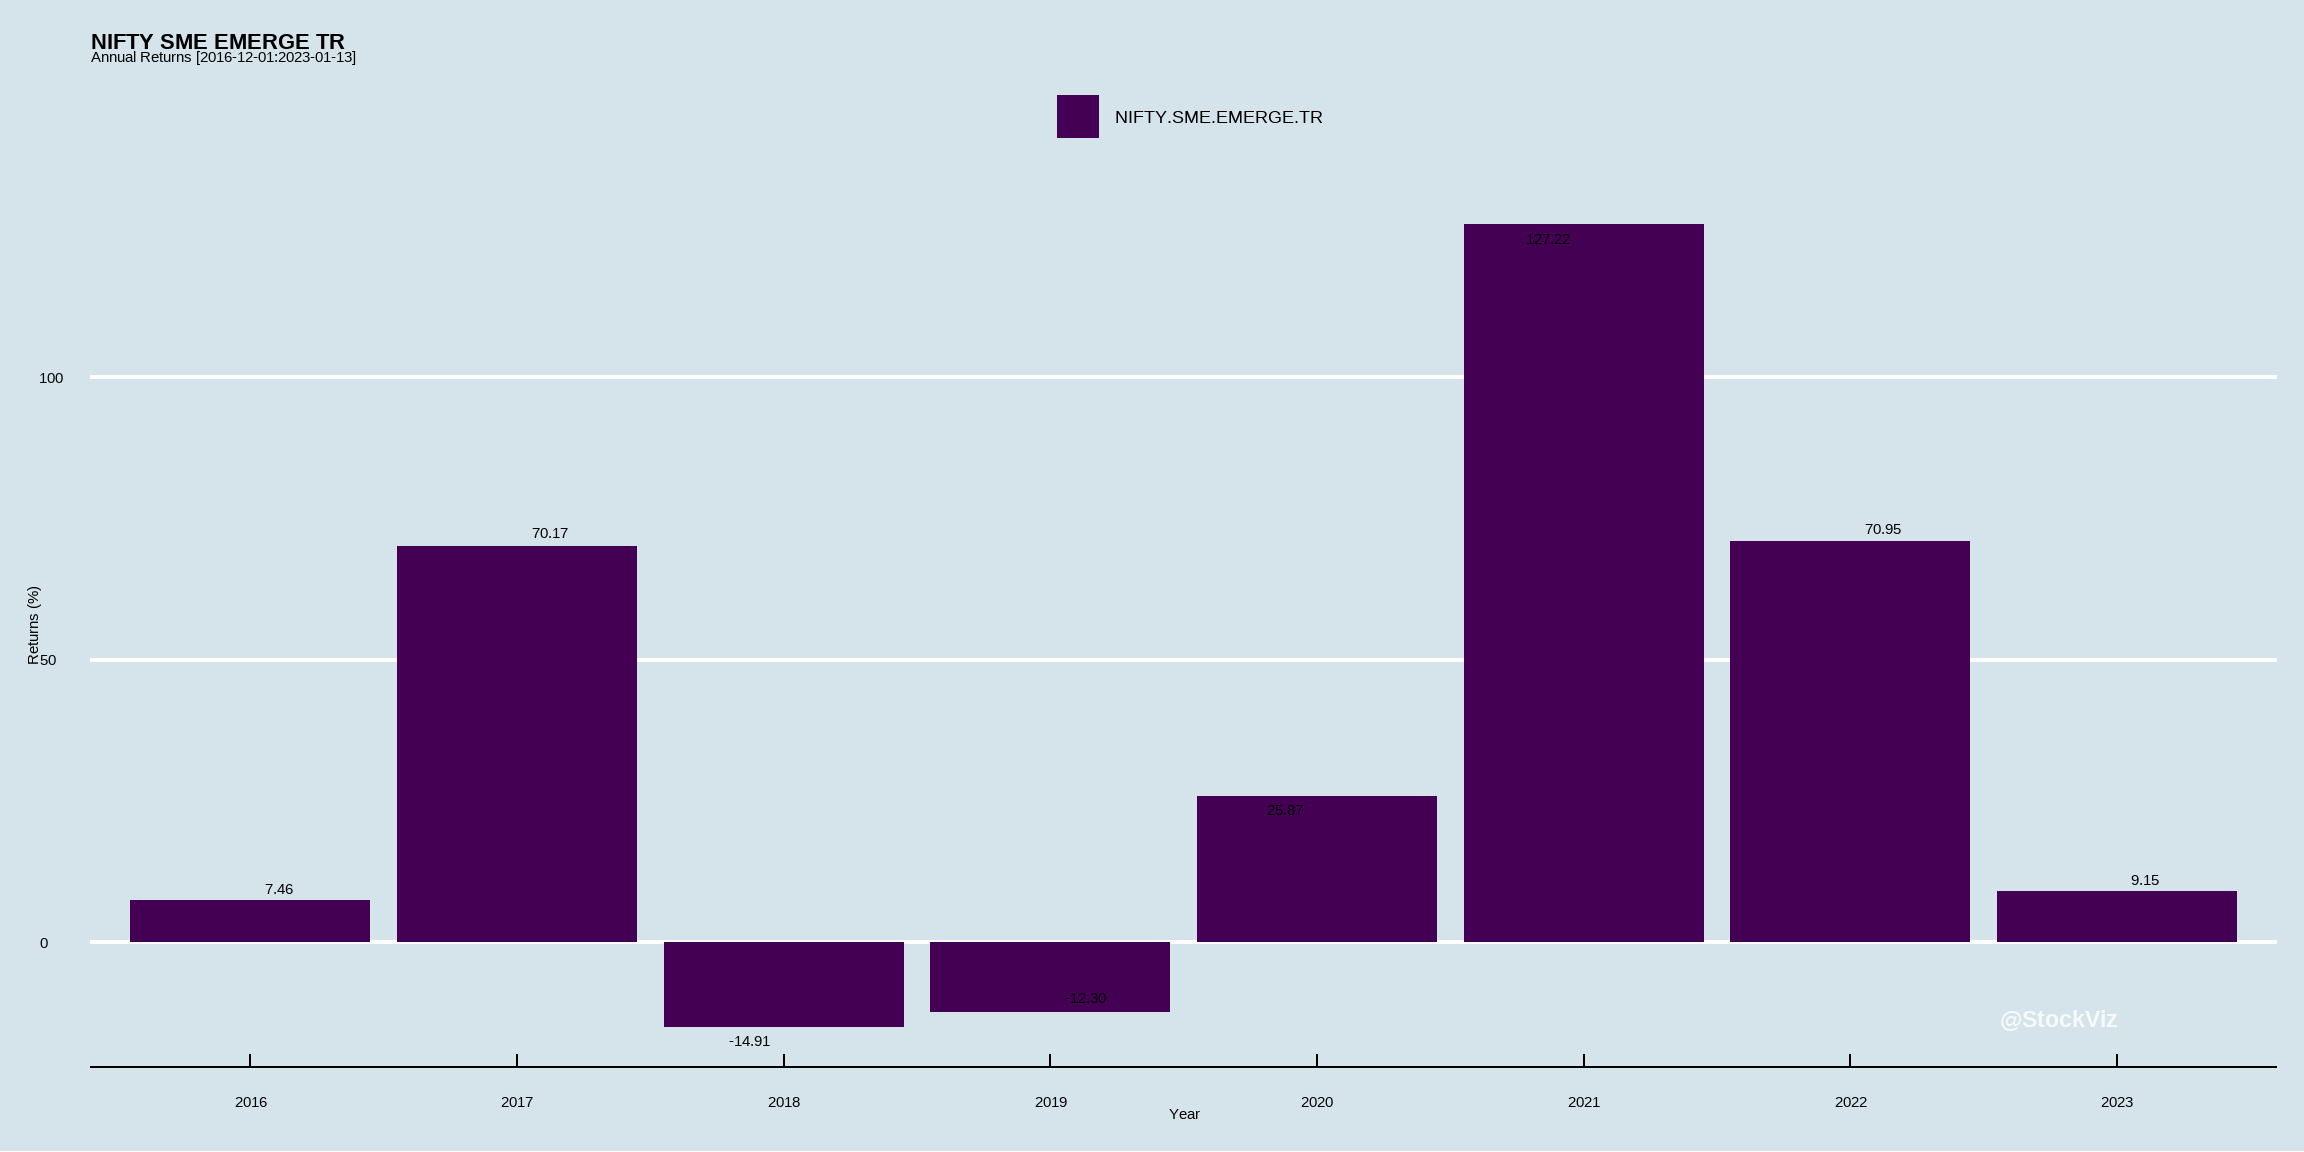 NIFTY SME EMERGE TR
Annual Returns [2016-12-01:2023-01-13]
NIFTY.SME.EMERGE.TR
127.22
100
70.17
70.95
Returns (%)
50
25.87
7.46
9.15
0
-12.30
-14.91
@StockViz
2016 2017 2018 2019 2020 2021 2022 2023
Year